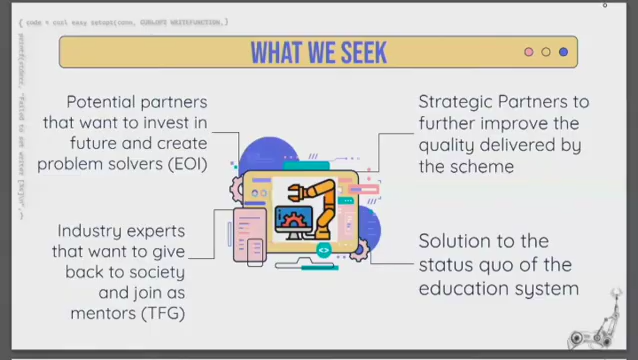 WHAT WE SEEK
Potential partners
that want to invest in
future and create
problem solvers (EOI)
Strategic Partners to
further improve the
quality delivered by
the scheme
Industry experts
that want to give
back to society
and join as
mentors (TFG)
Solution to the
status quo of the
education system